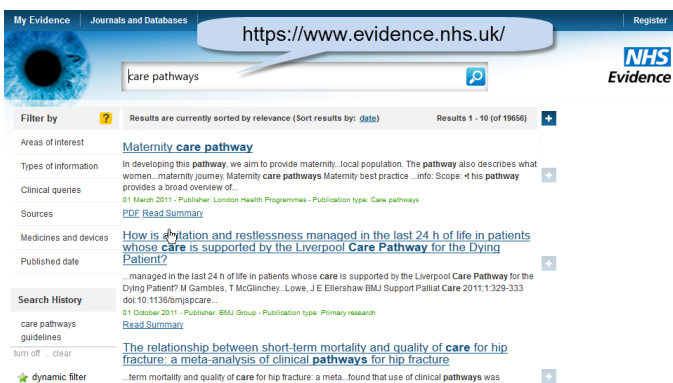 My Evidence
Journals and Databases
Register
https://www.evidence.nhs.uk/
NHS
Evidence
care pathways
Filter by ?
Areas of interest
Types of information
Clinical queries
Sources
Medicines and devices
Published date
Search History
care pathways
guidelines
turn off . clear
dynamic filter
Results are currently sorted by relevance (Sort results by: date) Results 1 - 10 (of 19656)
Maternity care pathway
In developing this pathway, we aim to provide maternity...local population. The pathway also describes what
women...maternity journey. Maternity care pathways Maternity best practice ...info: Scope: •t his pathway
provides a broad overview of...
01 March 2011 - Publisher: London Health Programmes - Publication type: Care pathways
PDF Read Summary
How is and restlessness managed in the last 24 h of life in patients
whose care is supported by the Liverpool Care Pathway for the Dying
Patient?
...managed in the last 24 h of life in patients whose care is supported by the Liverpool Care Pathway for the
Dying Patient? M Gambles, T McGlinchey...Lowe, J E Ellershaw BMJ Support Palliat Care 2011;1:329-333
doi:10.1136/bmjspcare...
01 October 2011 - Publisher: BMJ Group - Publication type: Primary research
Read Summary
The relationship between short-term mortality and quality of care for hip
fracture: a meta-analysis of clinical pathways for hip fracture
...term mortality and quality of care for hip fracture: a meta...found that use of clinical pathways was